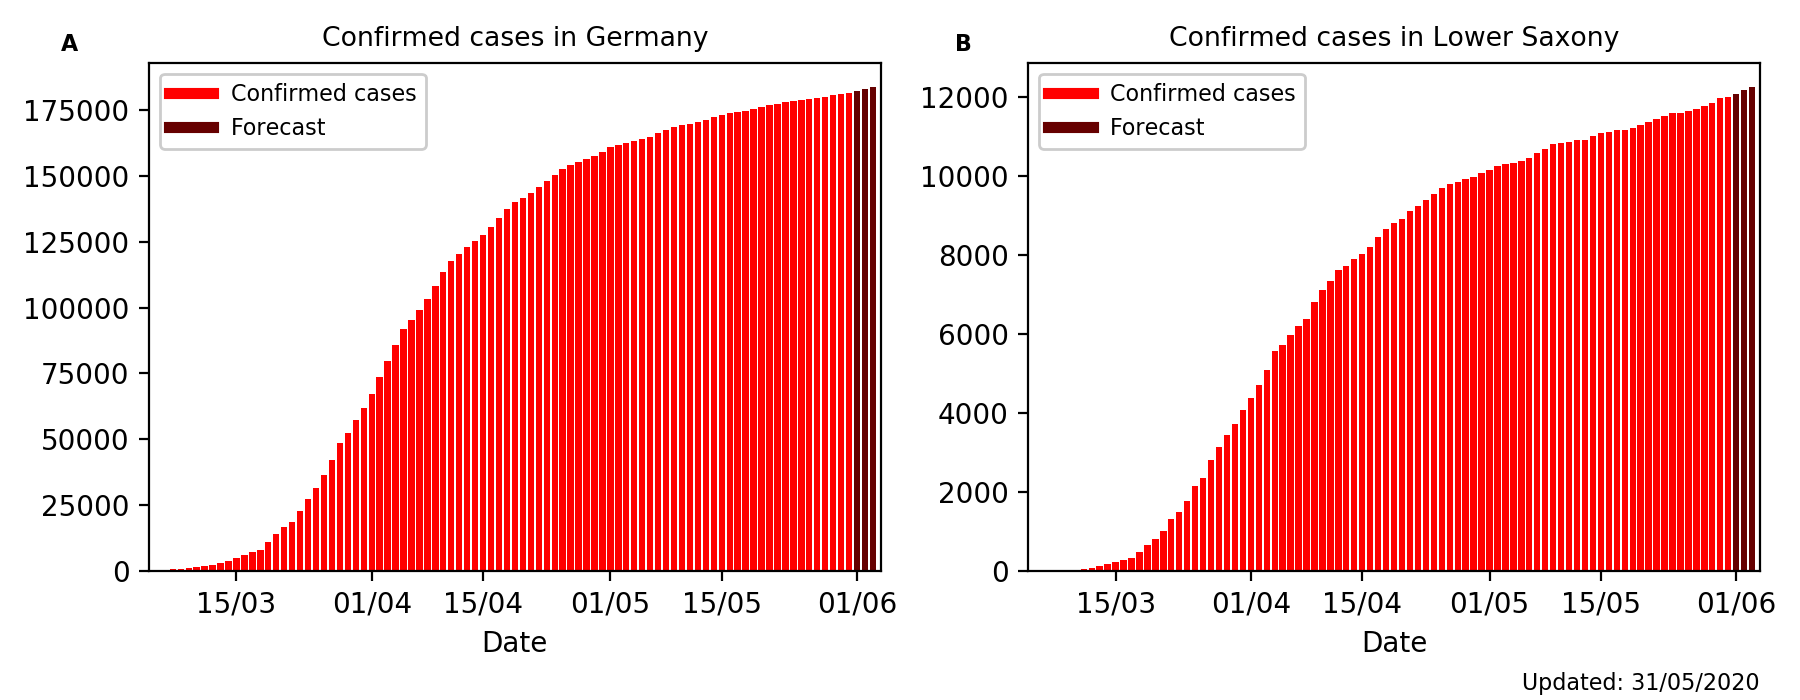 A
Confirmed cases in Germany
Confirmed cases
Forecast
175000
150000
125000
100000
75000
50000
25000
0
15/03 01/04 15/04 01/05 15/05 01/06
Date
B
Confirmed cases in Lower Saxony
Confirmed cases
Forecast
12000
10000
8000
6000
4000
2000
0
15/03 01/04 15/04 01/05 15/05 01/06
Date
Updated: 31/05/2020